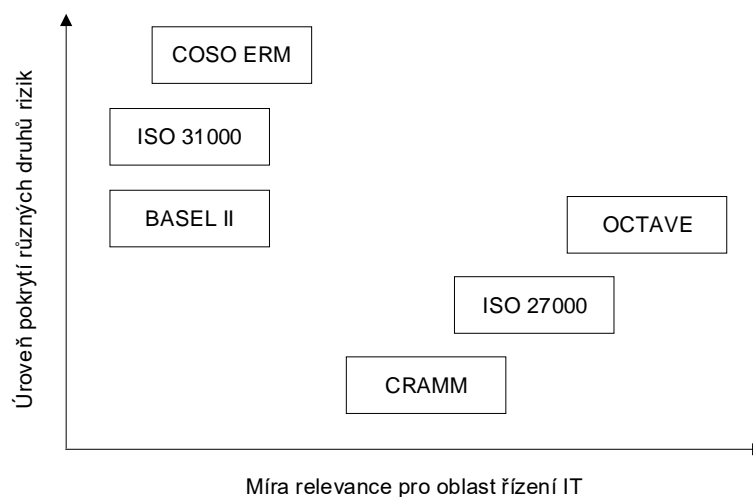 COSO ERM
ISO 31000
BASEL II
OCTAVE
ISO 27000
CRAMM
Úroveň pokrytí různých druhů rizik
Míra relevance pro oblast řízení IT